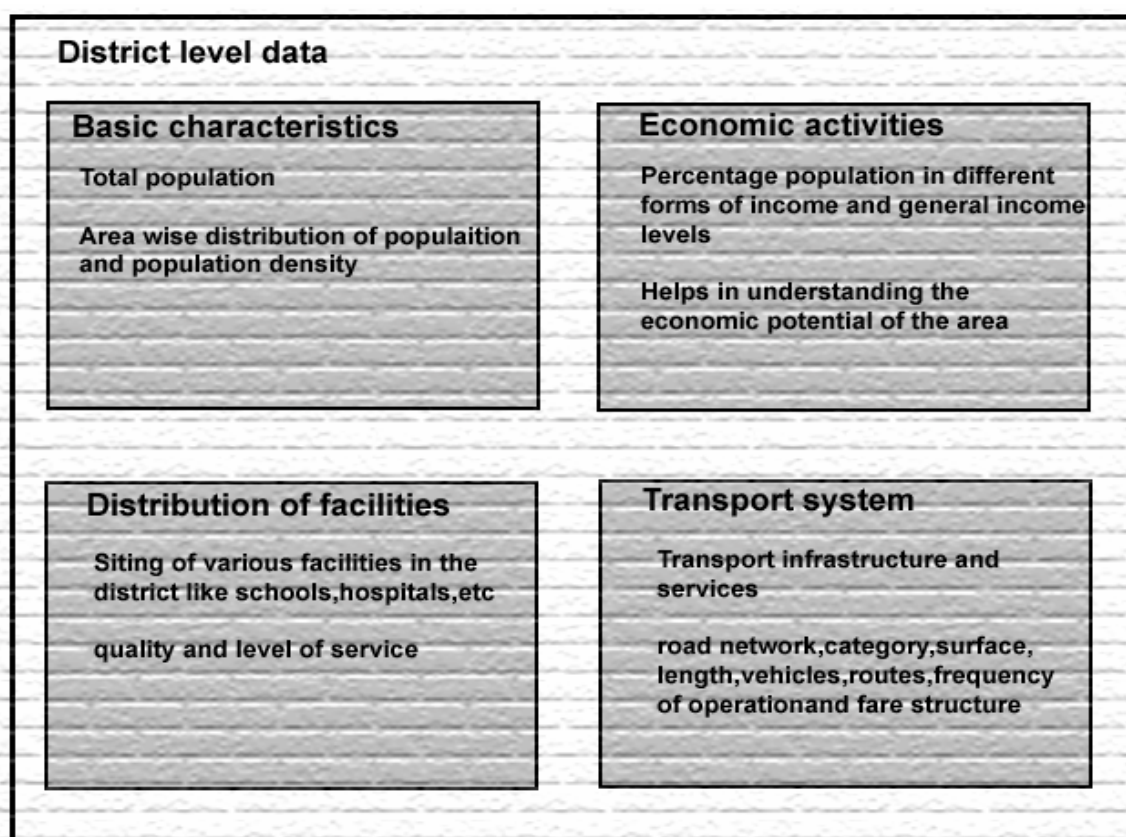 District level data
Basic characteristics
Total population
Area wise distribution of populaition
and population density
Economic activities
Percentage population in different
forms of income and general income
levels
Helps in understanding the
economic potential of the area
Distribution of facilities
Siting of various facilities in the
district like schools,hospitals,etc
quality and level of service
Transport system
Transport infrastructure and
services
road network,category,surface,
length,vehicles,routes,frequency
of operationand fare structure